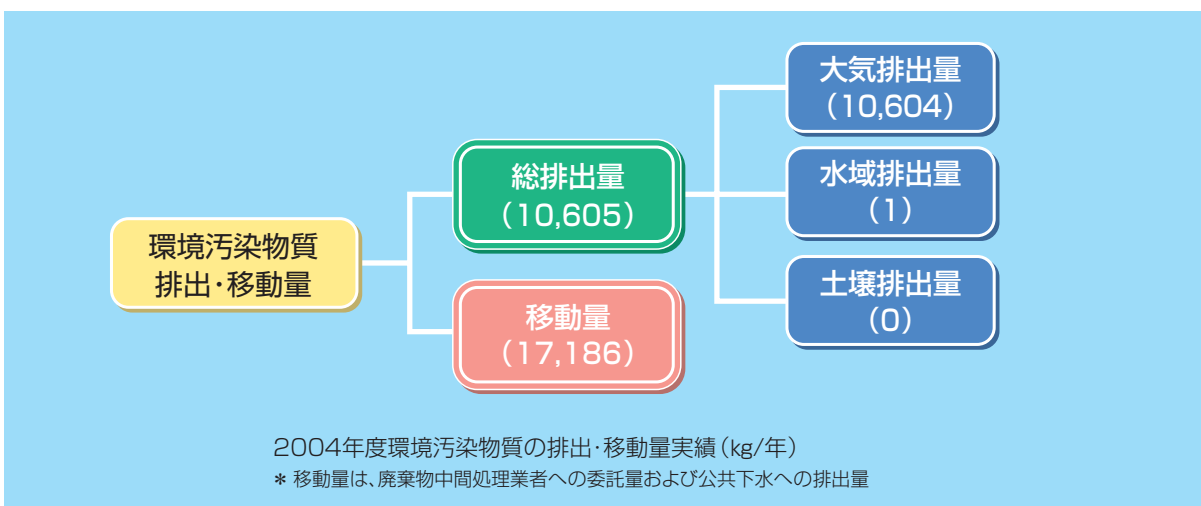 環境汚染物質
排出・移動量
総排出量
（10,605）
移動量
（17,186）
大気排出量
（10,604）
水域排出量
（1）
土壌排出量
（0）
2004年度環境汚染物質の排出・移動量実績（kg/年）
＊ 移動量は、廃棄物中間処理業者への委託量および公共下水への排出量